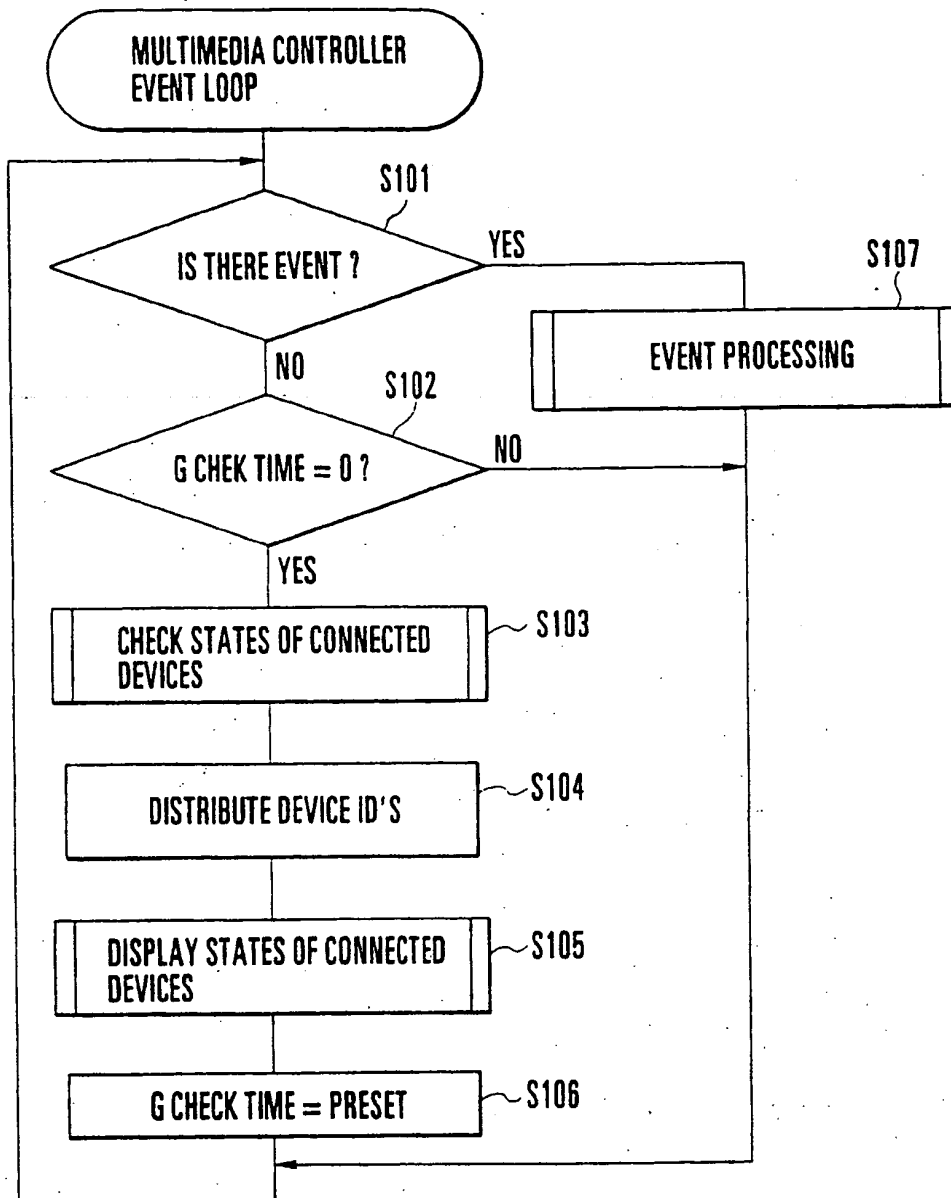 MULTIMEDIA CONTROLLER
EVENT LOOP
S101
IS THERE EVENT ?
YES
S107
EVENT PROCESSING
NO
S102
G CHEK TIME = 0 ?
NO
YES
CHECK STATES OF CONNECTED
DEVICES
S103
DISTRIBUTE DEVICE ID'S
S104
DISPLAY STATES OF CONNECTED
DEVICES
S105
G CHECK TIME = PRESET
S106